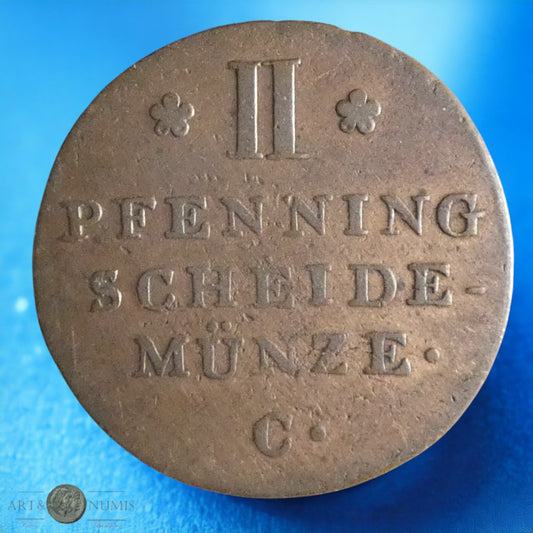 II
PFENNING
SCHEIDE-
MÜNZE.
C.
ART& NUMIS